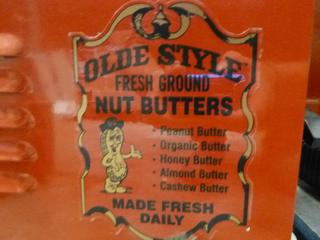 OLDE STYLE
FRESH GROUND
NUT BUTTERS
• Peanut Butter
• Organic Butter
• Honey Butter
• Almond Butter
• Cashew Butter
MADE FRESH
DAILY